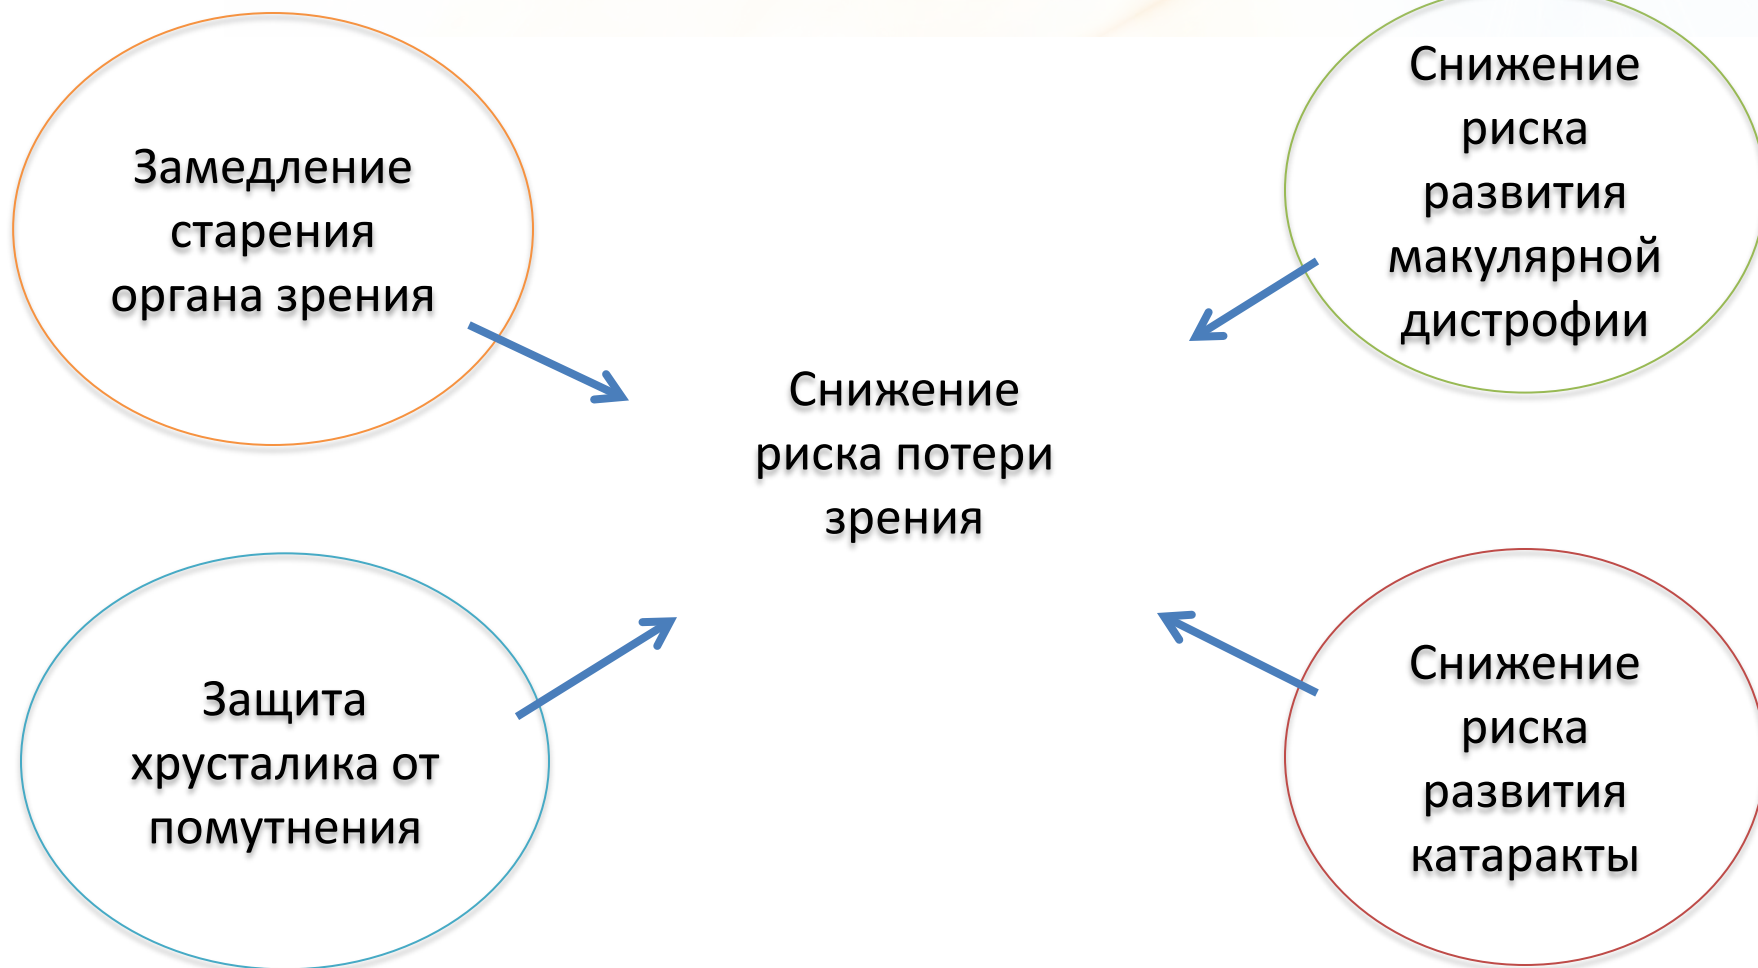 Замедление
старения
органа зрения
Снижение
риска
развития
макулярной
дистрофии
Снижение
риска потери
зрения
Защита
хрусталика от
помутнения
Снижение
риска
развития
катаракты